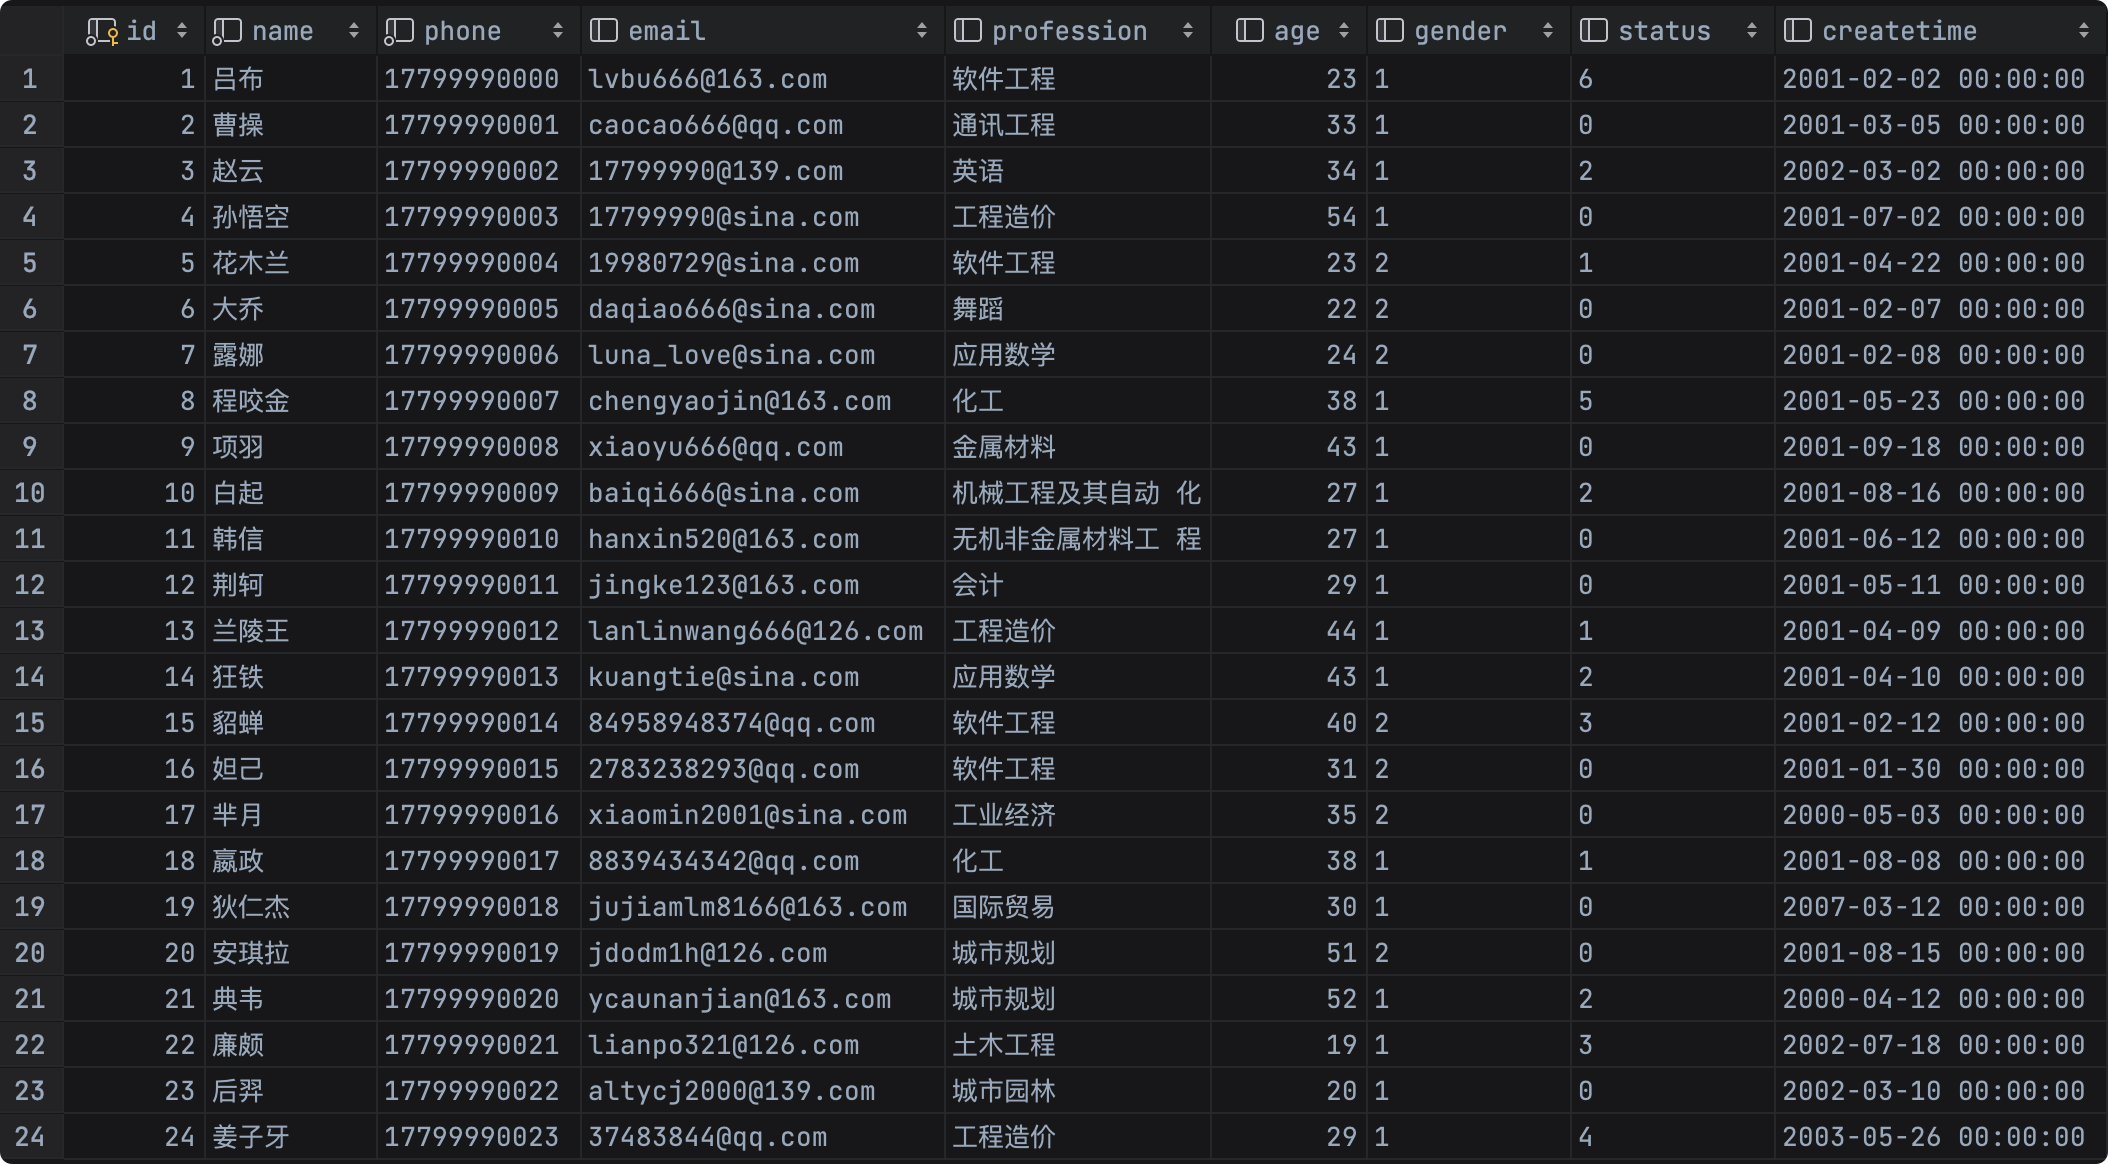 id name phone email profession age gender status createtime
1 1 吕布 17799990000 lvbu666@163.com 软件工程 23 1 6 2001-02-02 00:00:00
2 2 曹操 17799990001 caocao666@qq.com 通讯工程 33 1 0 2001-03-05 00:00:00
3 3 赵云 17799990002 17799990@139.com 英语 34 1 2 2002-03-02 00:00:00
4 4 孙悟空 17799990003 17799990@sina.com 工程造价 54 1 0 2001-07-02 00:00:00
5 5 花木兰 17799990004 19980729@sina.com 软件工程 23 2 1 2001-04-22 00:00:00
6 6 大乔 17799990005 daqiao666@sina.com 舞蹈 22 2 0 2001-02-07 00:00:00
7 7 露娜 17799990006 luna_love@sina.com 应用数学 24 2 0 2001-02-08 00:00:00
8 8 程咬金 17799990007 chengyaojin@163.com 化工 38 1 5 2001-05-23 00:00:00
9 9 项羽 17799990008 xiaoyu666@qq.com 金属材料 43 1 0 2001-09-18 00:00:00
10 10 白起 17799990009 baiqi666@sina.com 机械工程及其自动 化 27 1 2 2001-08-16 00:00:00
11 11 韩信 17799990010 hanxin520@163.com 无机非金属材料工 程 27 1 0 2001-06-12 00:00:00
12 12 荆轲 17799990011 jingke123@163.com 会计 29 1 0 2001-05-11 00:00:00
13 13 兰陵王 17799990012 lanlinwang666@126.com 工程造价 44 1 1 2001-04-09 00:00:00
14 14 狂铁 17799990013 kuangtie@sina.com 应用数学 43 1 2 2001-04-10 00:00:00
15 15 貂蝉 17799990014 84958948374@qq.com 软件工程 40 2 3 2001-02-12 00:00:00
16 16 妲己 17799990015 2783238293@qq.com 软件工程 31 2 0 2001-01-30 00:00:00
17 17 芈月 17799990016 xiaomin2001@sina.com 工业经济 35 2 0 2000-05-03 00:00:00
18 18 嬴政 17799990017 8839434342@qq.com 化工 38 1 1 2001-08-08 00:00:00
19 19 狄仁杰 17799990018 jujiamlm8166@163.com 国际贸易 30 1 0 2007-03-12 00:00:00
20 20 安琪拉 17799990019 jdodm1h@126.com 城市规划 51 2 0 2001-08-15 00:00:00
21 21 典韦 17799990020 ycaunanjian@163.com 城市规划 52 1 2 2000-04-12 00:00:00
22 22 廉颇 17799990021 lianpo321@126.com 土木工程 19 1 3 2002-07-18 00:00:00
23 23 后羿 17799990022 altycj2000@139.com 城市园林 20 1 0 2002-03-10 00:00:00
24 24 姜子牙 17799990023 37483844@qq.com 工程造价 29 1 4 2003-05-26 00:00:00